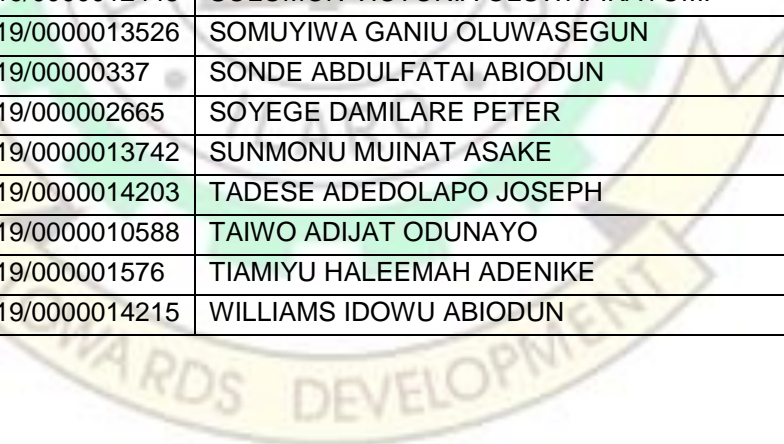 19/0000013526 SOMUYIWA GANIU OLUWASEGUN
19/00000337 SONDE ABDULFATAI ABIODUN
19/000002665 SOYEGE DAMILARE PETER
19/0000013742 SUNMONU MUINAT ASAKE
19/0000014203 TADESE ADEDOLAPO JOSEPH
19/0000010588 TAIWO ADIJAT ODUNAYO
19/000001576 TIAMIYU HALEEMAH ADENIKE
19/0000014215 WILLIAMS IDOWU ABIODUN
WARDS DEVELOPMENT